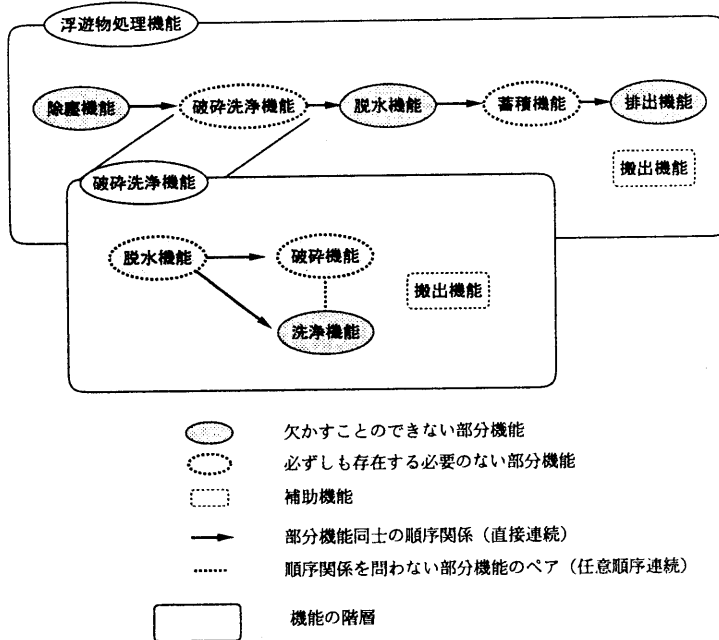 浮遊物処理機能
除塵機能
破砕洗浄機能
脱水機能
蓄積機能
排出機能
搬出機能
破砕洗浄機能
脱水機能
破砕機能
搬出機能
洗浄機能
欠かすことのできない部分機能
必ずしも存在する必要のない部分機能
補助機能
部分機能同士の順序関係（直接連続）
順序関係を問わない部分機能のペア（任意順序連続）
機能の階層